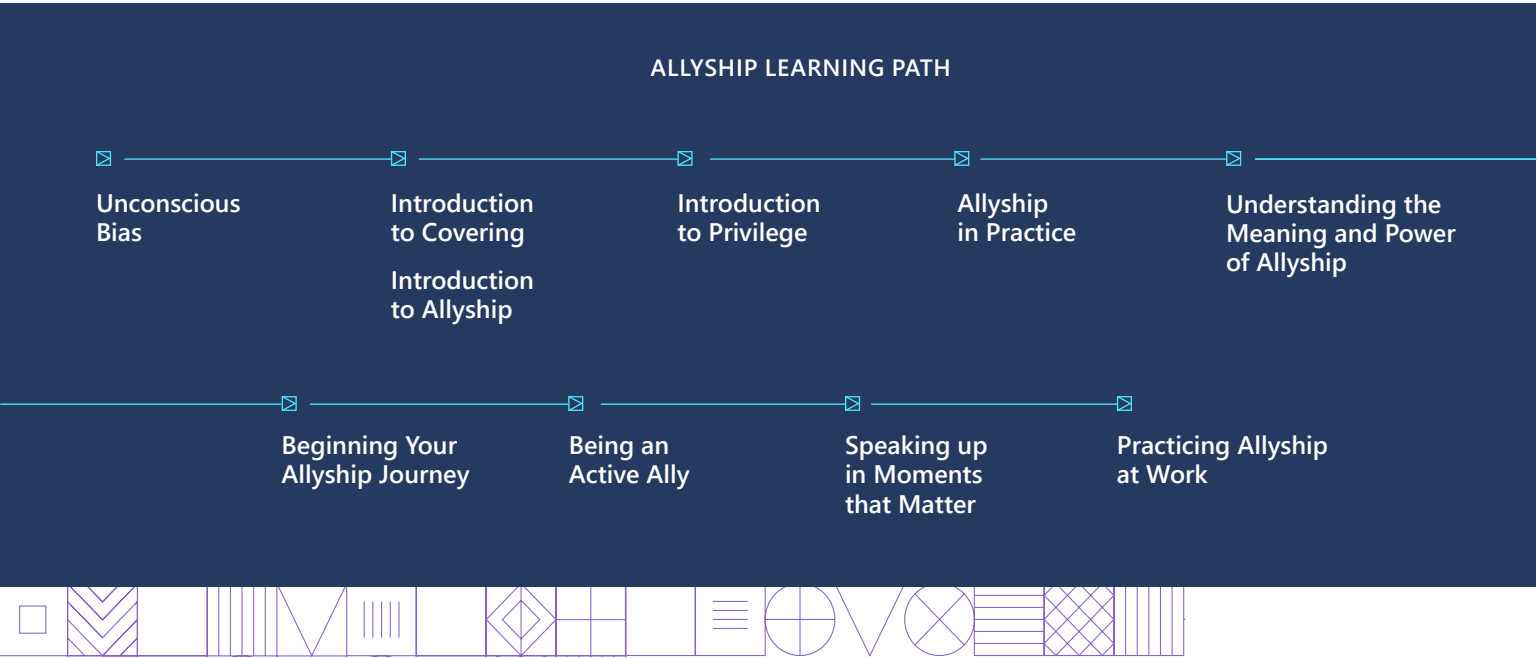 ALLYSHIP LEARNING PATH
Unconscious
Bias
Introduction
to Covering
Introduction
to Allyship
Introduction
to Privilege
Allyship
in Practice
Understanding the
Meaning and Power
of Allyship
Beginning Your
Allyship Journey
Being an
Active Ally
Speaking up
in Moments
that Matter
Practicing Allyship
at Work